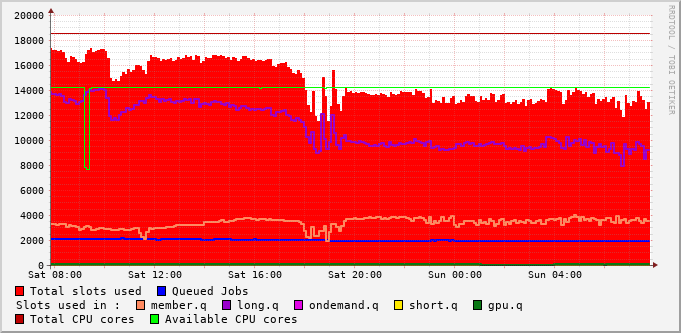 RRDTOOL / TOBI OETIKER
20000
18000
16000
14000
12000
10000
8000
6000
4000
2000
0
Sat 08:00 Sat 12:00 Sat 16:00 Sat 20:00 Sun 00:00 Sun 04:00
Total slots used Queued Jobs
Slots used in : member.q long.q ondemand.q short.q gpu.q
Total CPU cores Available CPU cores